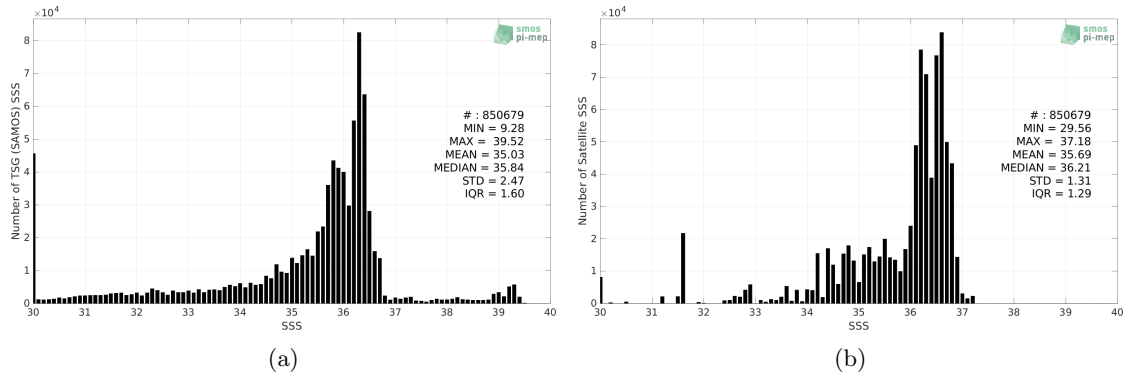 ×10⁴
smos
pi-mep
8
7
6
5
4
3
2
1
0
Number of TSG (SAMOS) SSS
# : 850679
MIN = 9.28
MAX = 39.52
MEAN = 35.03
MEDIAN = 35.84
STD = 2.47
IQR = 1.60
30 31 32 33 34 35 36 37 38 39 40
SSS
(a)
×10⁴
smos
pi-mep
8
7
6
5
4
3
2
1
0
Number of Satellite SSS
# : 850679
MIN = 29.56
MAX = 37.18
MEAN = 35.69
MEDIAN = 36.21
STD = 1.31
IQR = 1.29
30 31 32 33 34 35 36 37 38 39 40
SSS
(b)